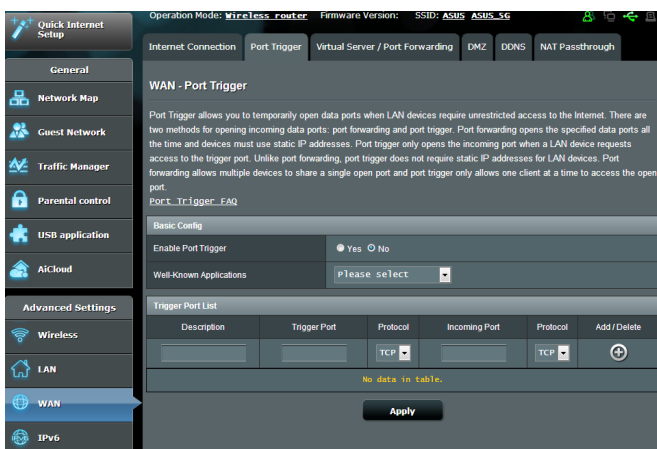 Quick Internet
Setup
General
Network Map
Guest Network
Traffic Manager
Parental control
USB application
AiCloud
Advanced Settings
Wireless
LAN
WAN
IPv6
Operation Mode: Wireless router Firmware Version: SSID: ASUS ASUS_5G
Internet Connection Port Trigger Virtual Server / Port Forwarding DMZ DDNS NAT Passthrough
WAN - Port Trigger
Port Trigger allows you to temporarily open data ports when LAN devices require unrestricted access to the Internet. There are
two methods for opening incoming data ports: port forwarding and port trigger. Port forwarding opens the specified data ports all
the time and devices must use static IP addresses. Port trigger only opens the incoming port when a LAN device requests
access to the trigger port. Unlike port forwarding, port trigger does not require static IP addresses for LAN devices. Port
forwarding allows multiple devices to share a single open port and port trigger only allows one client at a time to access the open
port.
Port Trigger FAQ
Basic Config
Enable Port Trigger Yes No
Well-Known Applications Please select
Trigger Port List
Description Trigger Port Protocol Incoming Port Protocol Add / Delete
TCP TCP
No data in table.
Apply